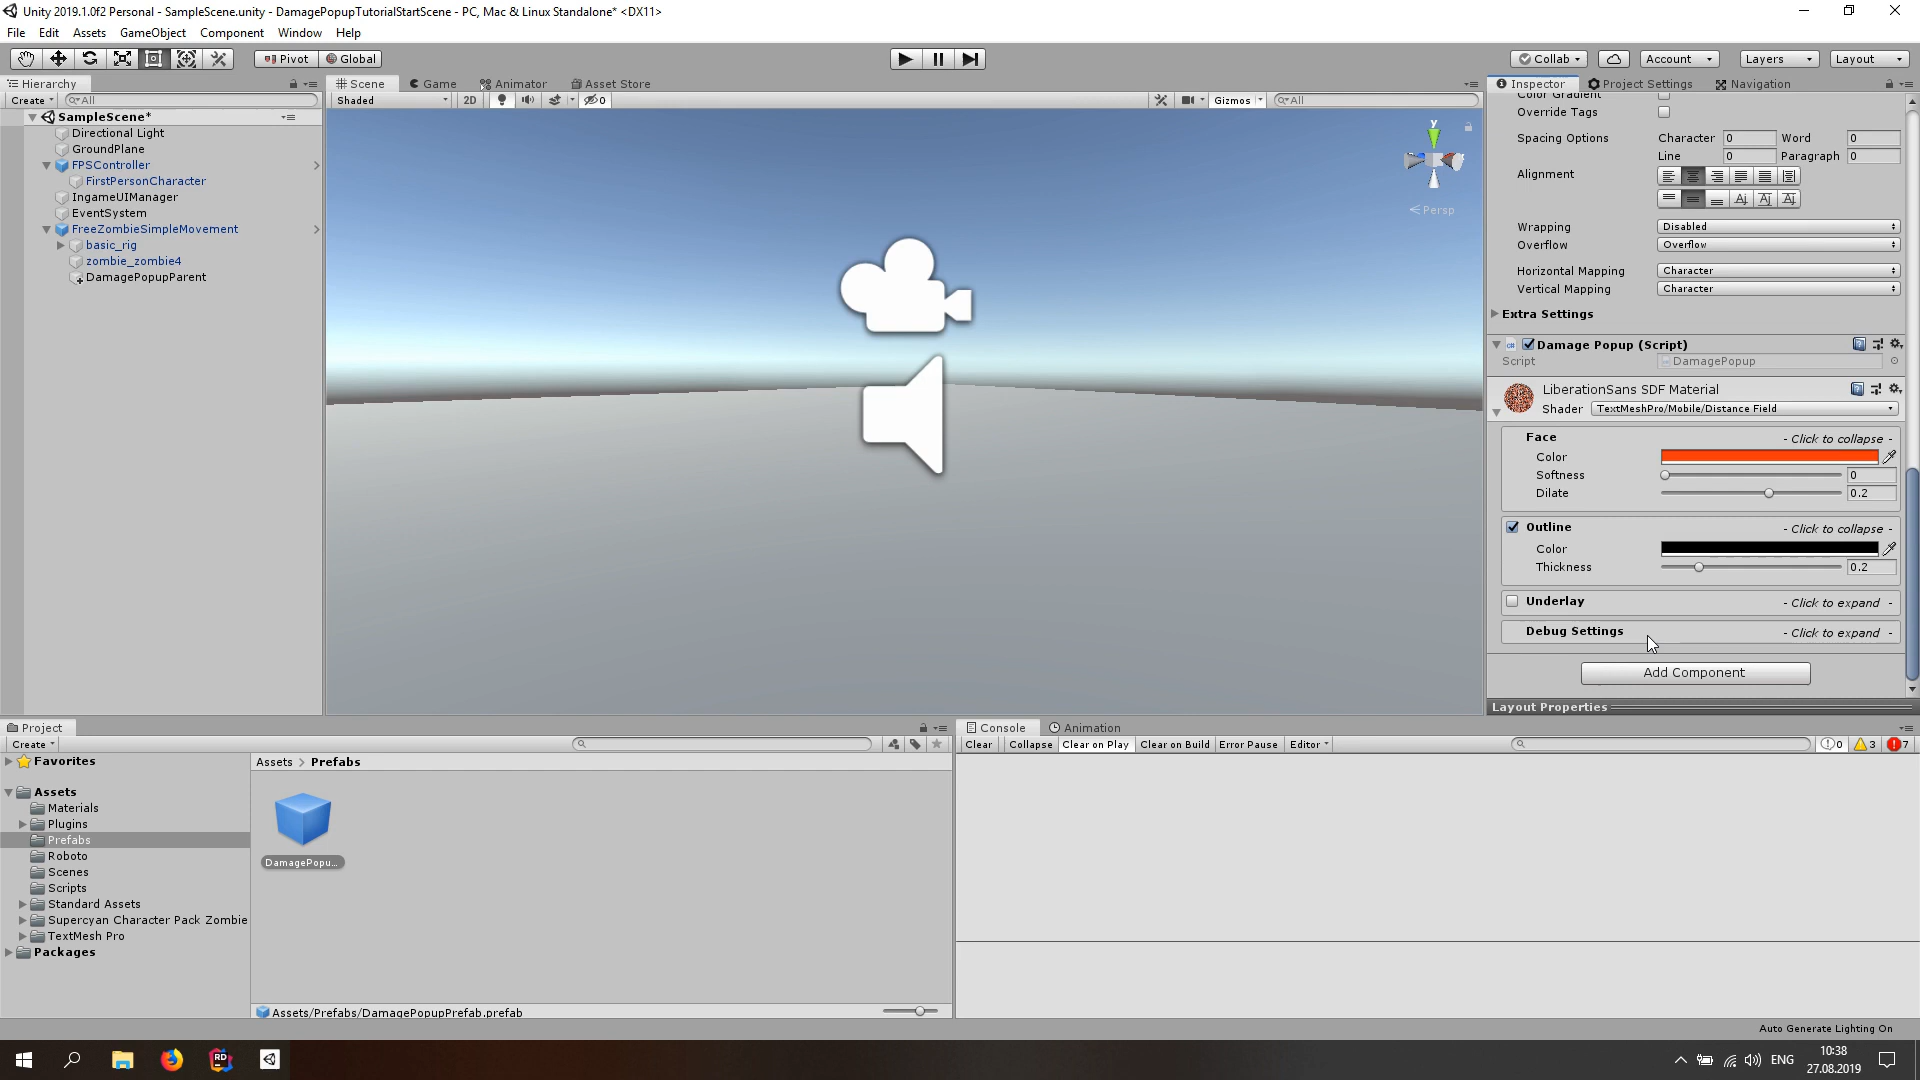 Unity 2019.1.0f2 Personal - SampleScene.unity - DamagePopupTutorialStartScene - PC, Mac & Linux Standalone* <DX11>
File Edit Assets GameObject Component Window Help
Pivot Global Collab Account Layers Layout
Hierarchy
Create All
SampleScene*
Directional Light
GroundPlane
FPSController
FirstPersonCharacter
IngameUIManager
EventSystem
FreeZombieSimpleMovement
basic_rig
zombie_zombie4
DamagePopupParent
Scene Game Animator Asset Store
Shaded 2D 0 Gizmos All
y
Persp
Inspector Project Settings Navigation
Color Gradient
Override Tags
Spacing Options Character 0 Word 0
Line 0 Paragraph 0
Alignment
Wrapping Disabled
Overflow Overflow
Horizontal Mapping Character
Vertical Mapping Character
Extra Settings
Damage Popup (Script)
Script DamagePopup
LiberationSans SDF Material
Shader TextMeshPro/Mobile/Distance Field
Face - Click to collapse -
Color
Softness 0
Dilate 0.2
Outline - Click to collapse -
Color
Thickness 0.2
Underlay - Click to expand -
Debug Settings - Click to expand -
Add Component
Layout Properties
Project
Create
Favorites
Assets
Materials
Plugins
Prefabs
Roboto
Scenes
Scripts
Standard Assets
Supercyan Character Pack Zombie
TextMesh Pro
Packages
Assets > Prefabs
DamagePopu...
Assets/Prefabs/DamagePopupPrefab.prefab
Console Animation
Clear Collapse Clear on Play Clear on Build Error Pause Editor 0 3 7
Auto Generate Lighting On
RD
ENG
10:38
27.08.2019